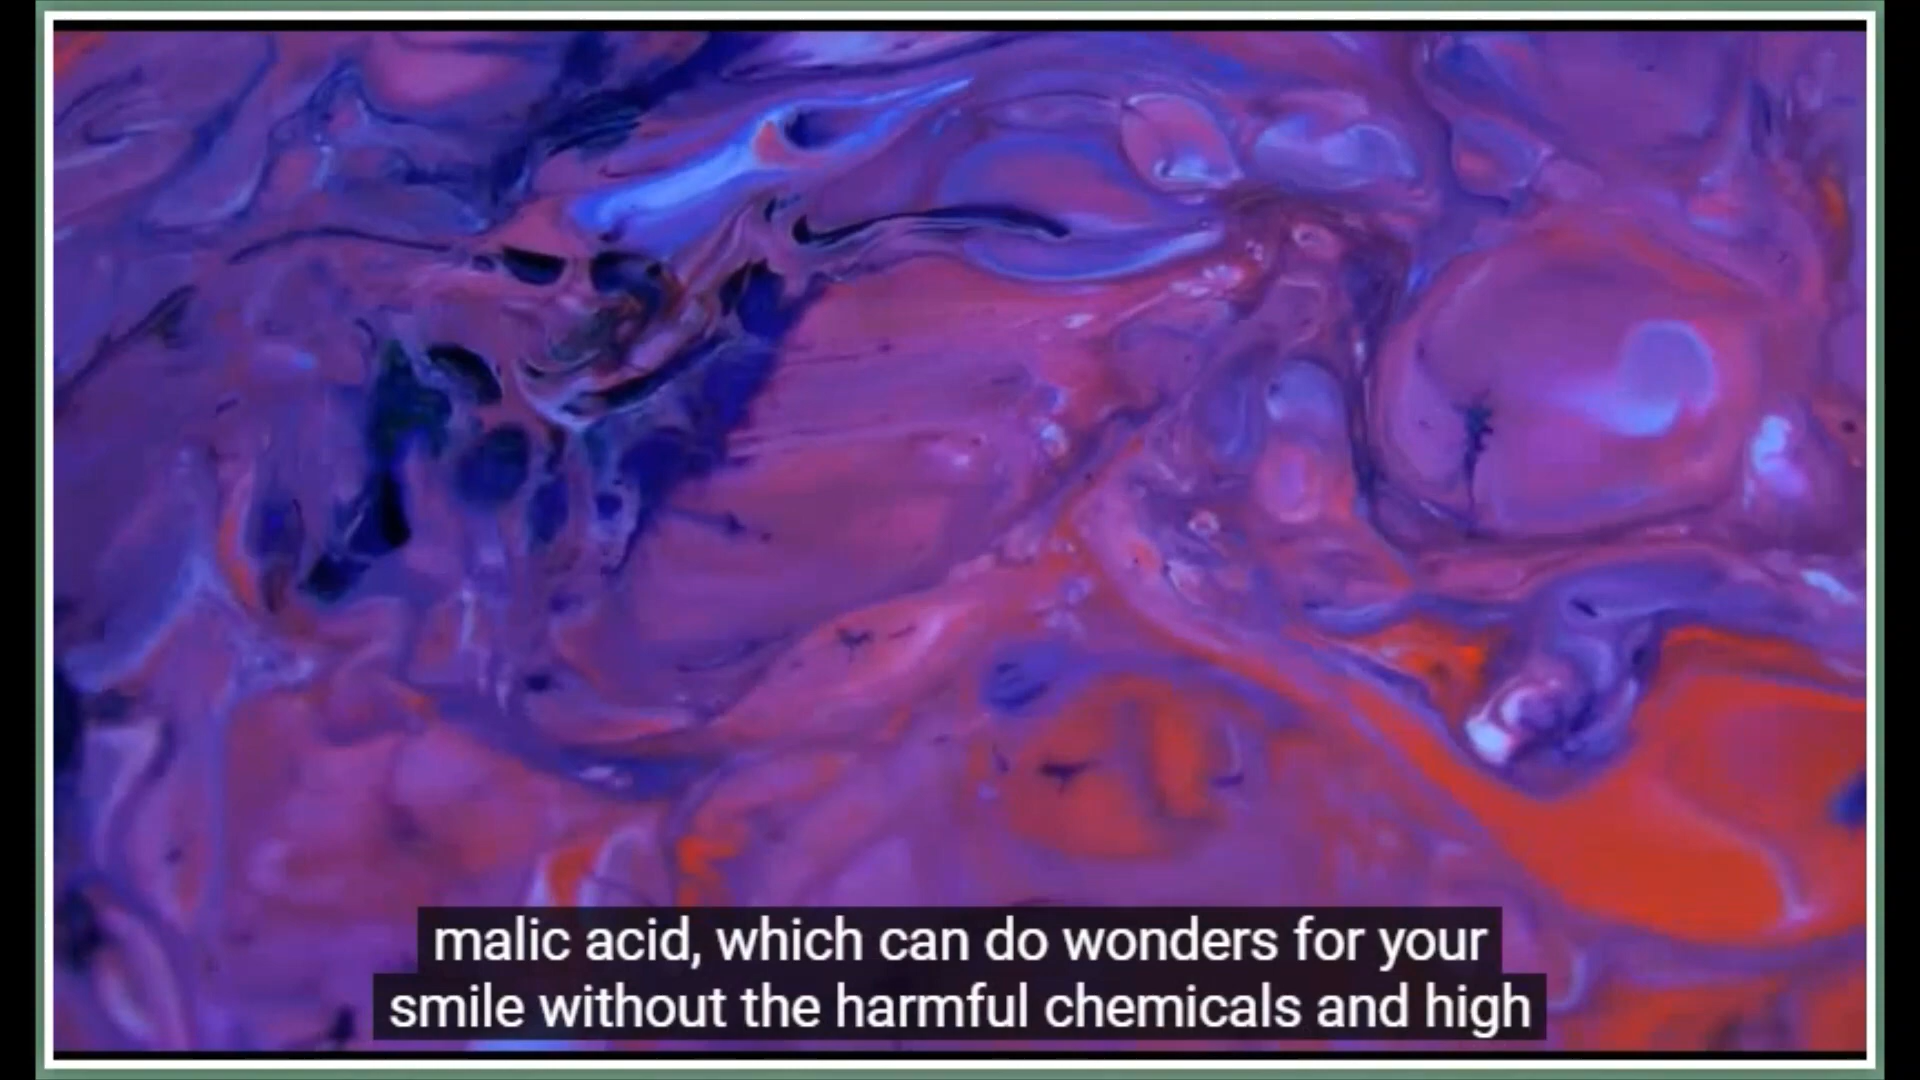 malic acid, which can do wonders for your
smile without the harmful chemicals and high